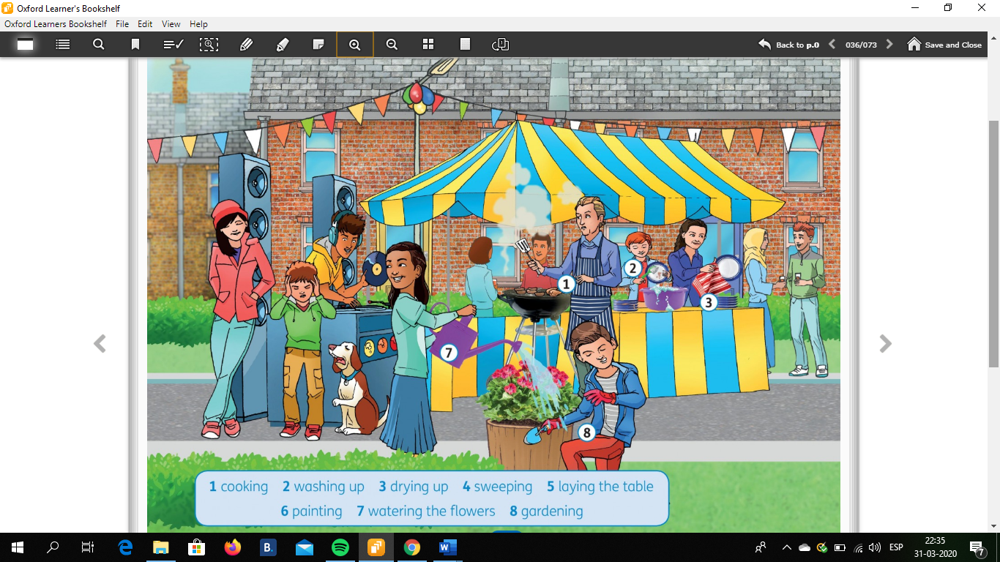 Oxford Learner's Bookshelf
Oxford Learners Bookshelf File Edit View Help
Back to p.0 036/073 Save and Close
1
2
3
7
8
1 cooking 2 washing up 3 drying up 4 sweeping 5 laying the table
6 painting 7 watering the flowers 8 gardening
B.
ESP
22:35
31-03-2020
7